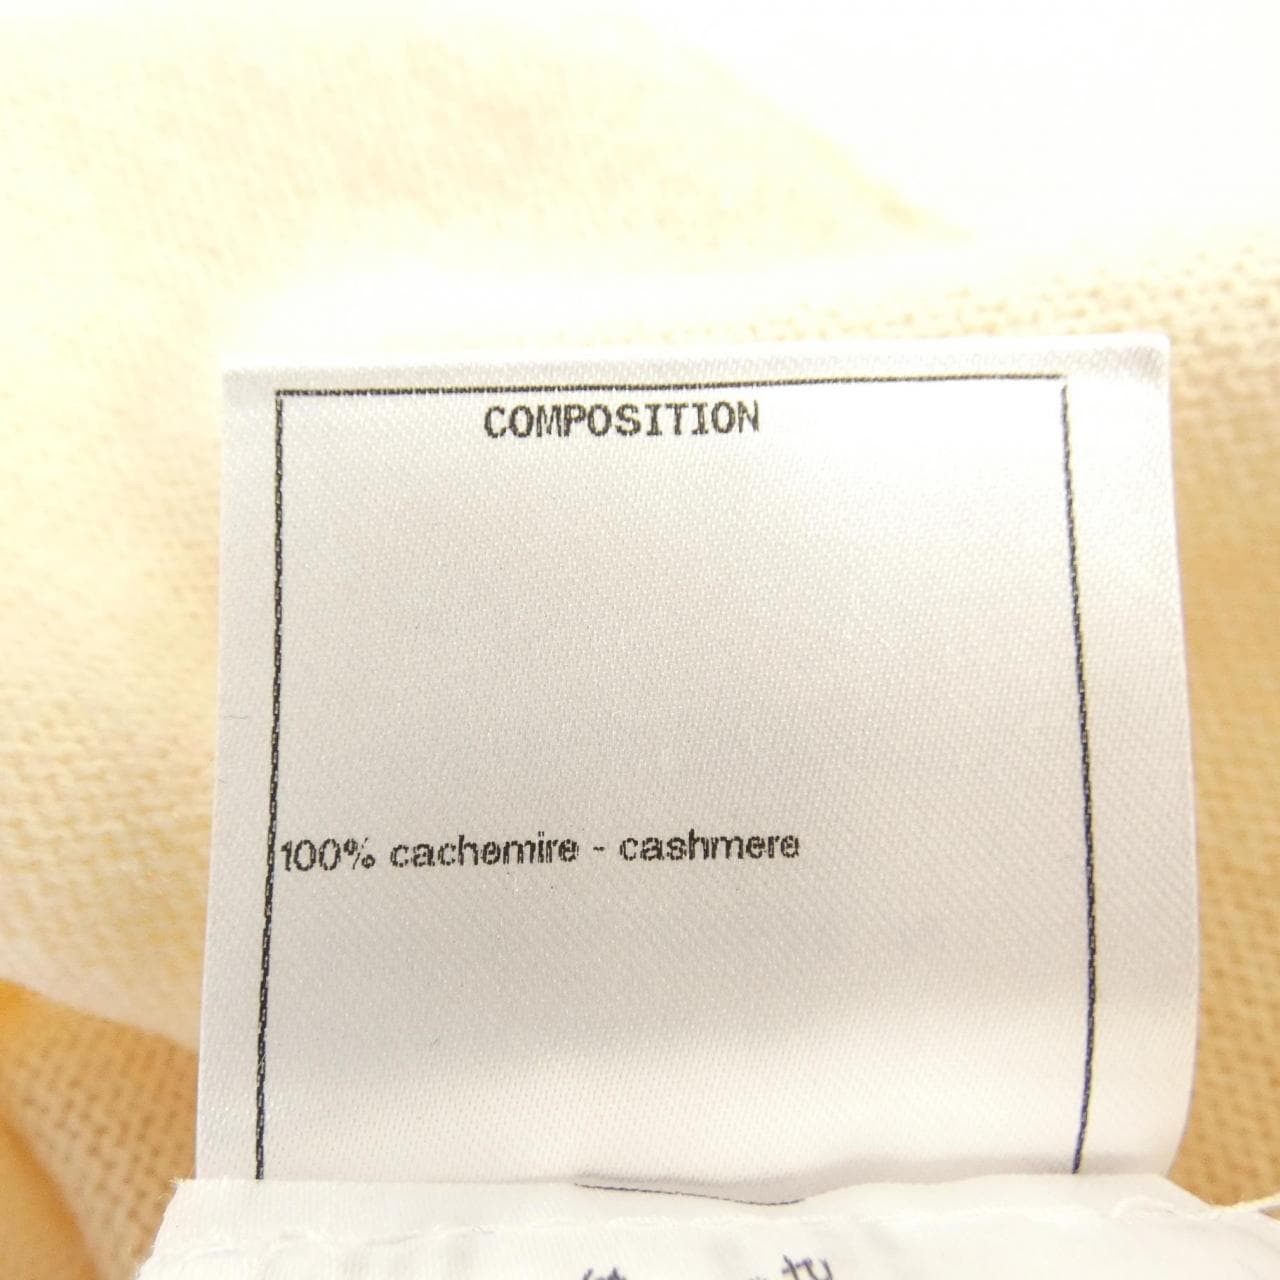 COMPOSITION
100% cachemire - cashmere